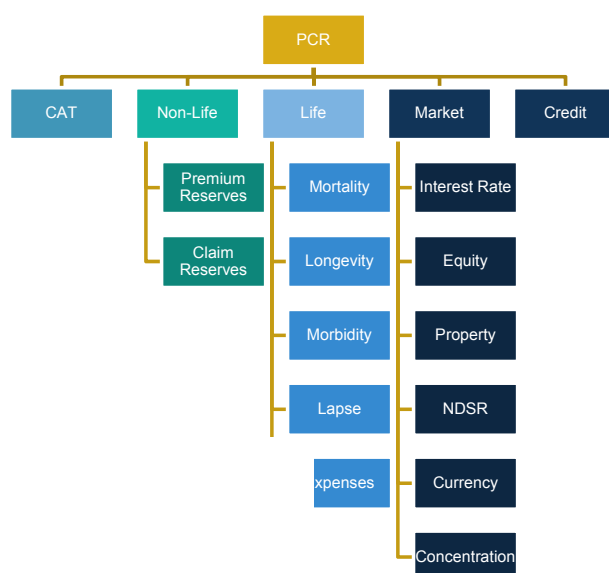 PCR
CAT
Non-Life
Life
Market
Credit
Premium
Reserves
Mortality
Interest Rate
Claim
Reserves
Longevity
Equity
Morbidity
Property
Lapse
NDSR
xpenses
Currency
Concentration